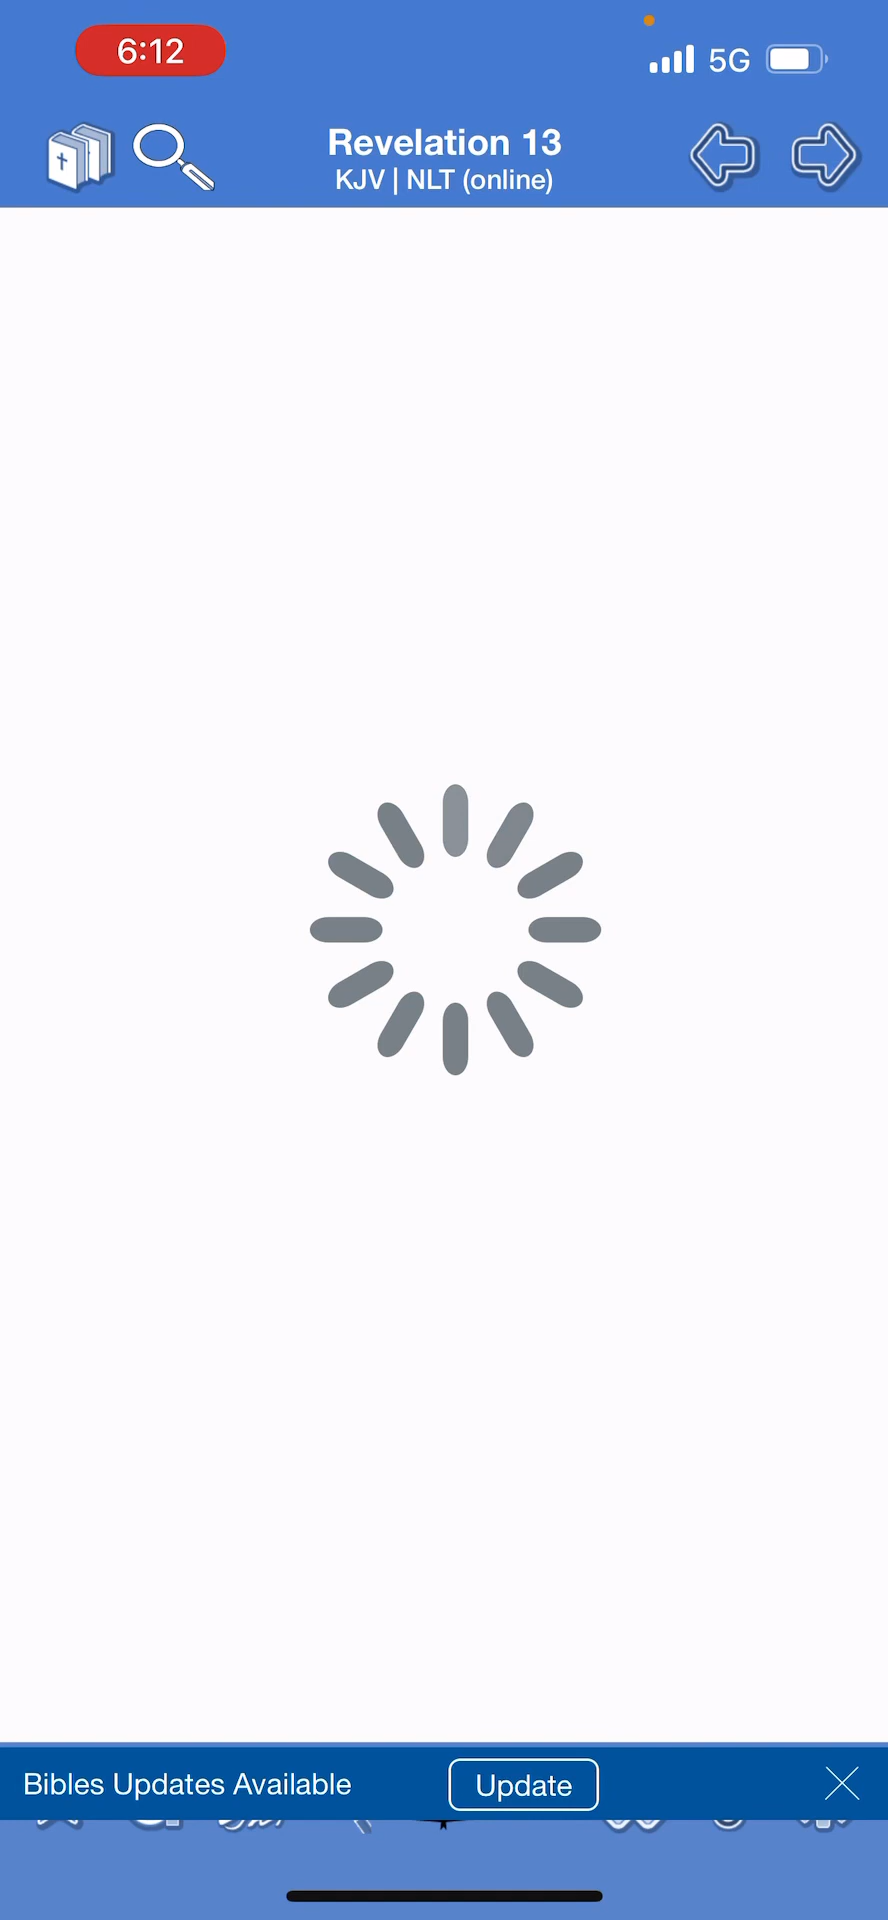 6:12
5G
Revelation 13
KJV | NLT (online)
Bibles Updates Available
Update